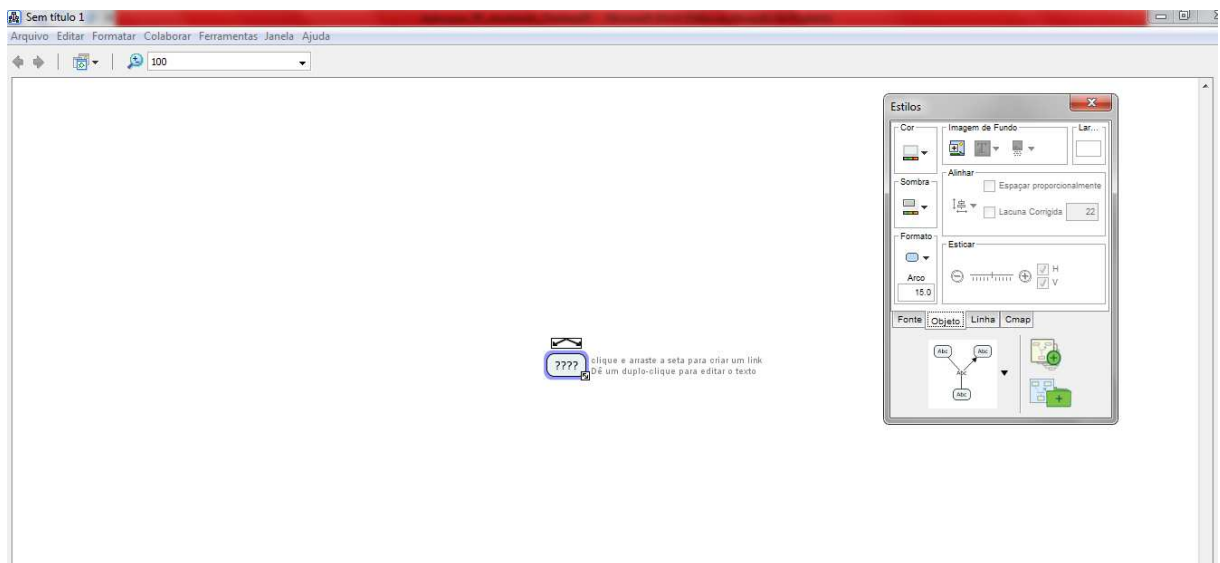 Sem título 1
Arquivo Editar Formatar Colaborar Ferramentas Janela Ajuda
100
Estilos
Cor
Imagem de Fundo
Lar...
Sombra
Alinhar
Espaçar proporcionalmente
Lacuna Corrigida 22
Formato
Esticar
Arco
15.0
H
V
Fonte Objeto Linha Cmap
Abc Abc
Abc
Abc
????
clique e arraste a seta para criar um link
Dê um duplo-clique para editar o texto